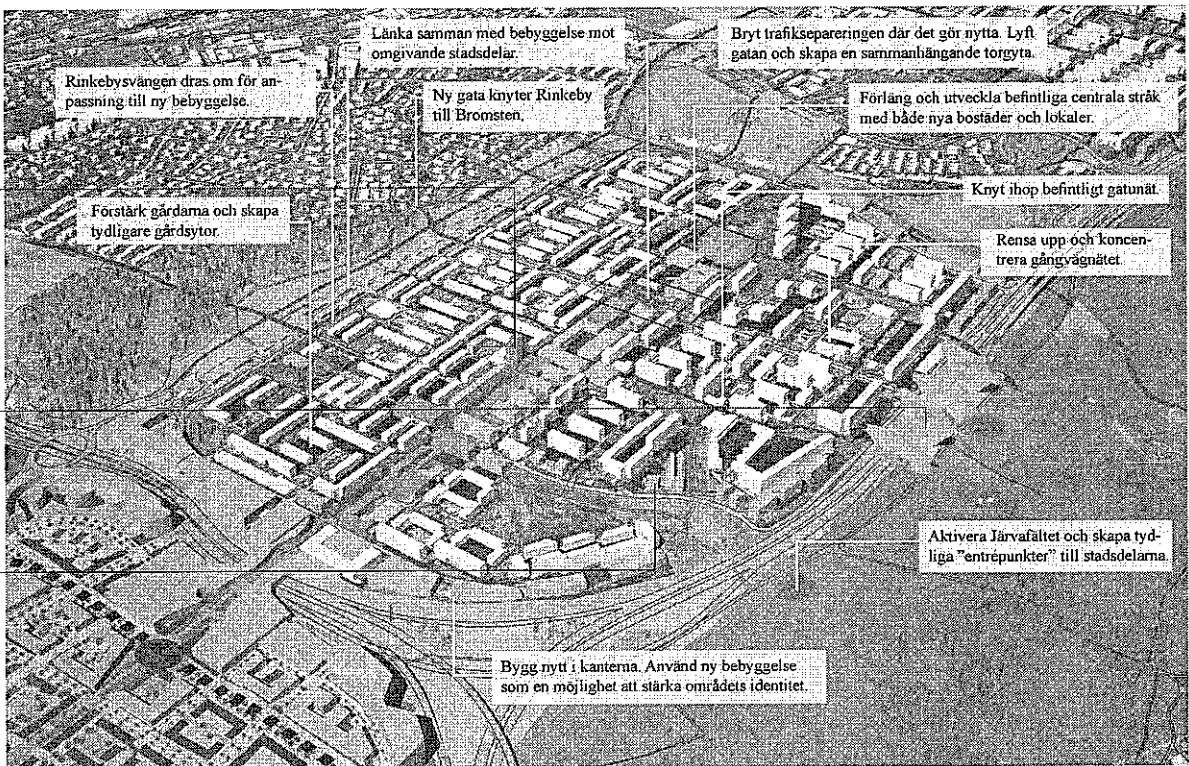 Länka samman med bebyggelse mot
omgivande stadsdelar.
Bryt trafiksepareringen där det gör nytta. Lyft
gatan och skapa en sammanhängande torgyta.
Rinkebysvängen dras om för an-
passning till ny bebyggelse.
Ny gata knyter Rinkeby
till Bromsten.
Förläng och utveckla befintliga centrala stråk
med både nya bostäder och lokaler.
Knyt ihop befintligt gatunät.
Förstärk gårdarna och skapa
tydligare gårdsytor.
Rensa upp och koncen-
trera gångvägnätet.
Aktivera Järvafältet och skapa tyd-
liga "entrépunkter" till stadsdelarna.
Bygg nytt i kanterna. Använd ny bebyggelse
som en möjlighet att stärka områdets identitet.